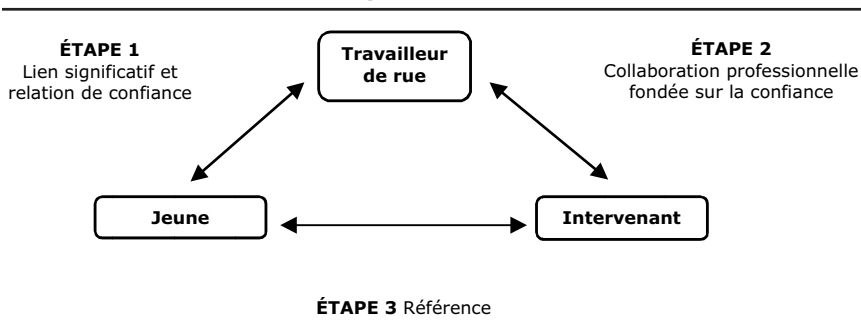 ÉTAPE 1
Lien significatif et
relation de confiance
Travailleur
de rue
ÉTAPE 2
Collaboration professionnelle
fondée sur la confiance
Jeune
Intervenant
ÉTAPE 3 Référence